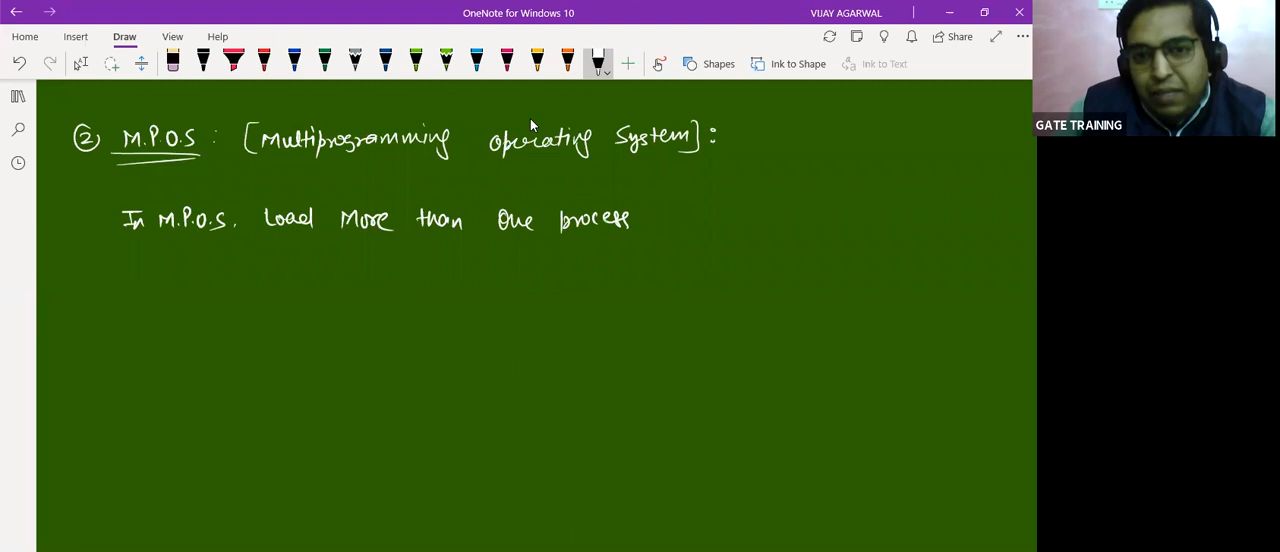 OneNote for Windows 10
VIJAY AGARWAL
Home Insert Draw View Help
Share
Shapes Ink to Shape Ink to Text
GATE TRAINING
② M.P.O.S : [Multiprogramming operating System] :
In M.P.O.S. Load More than One process